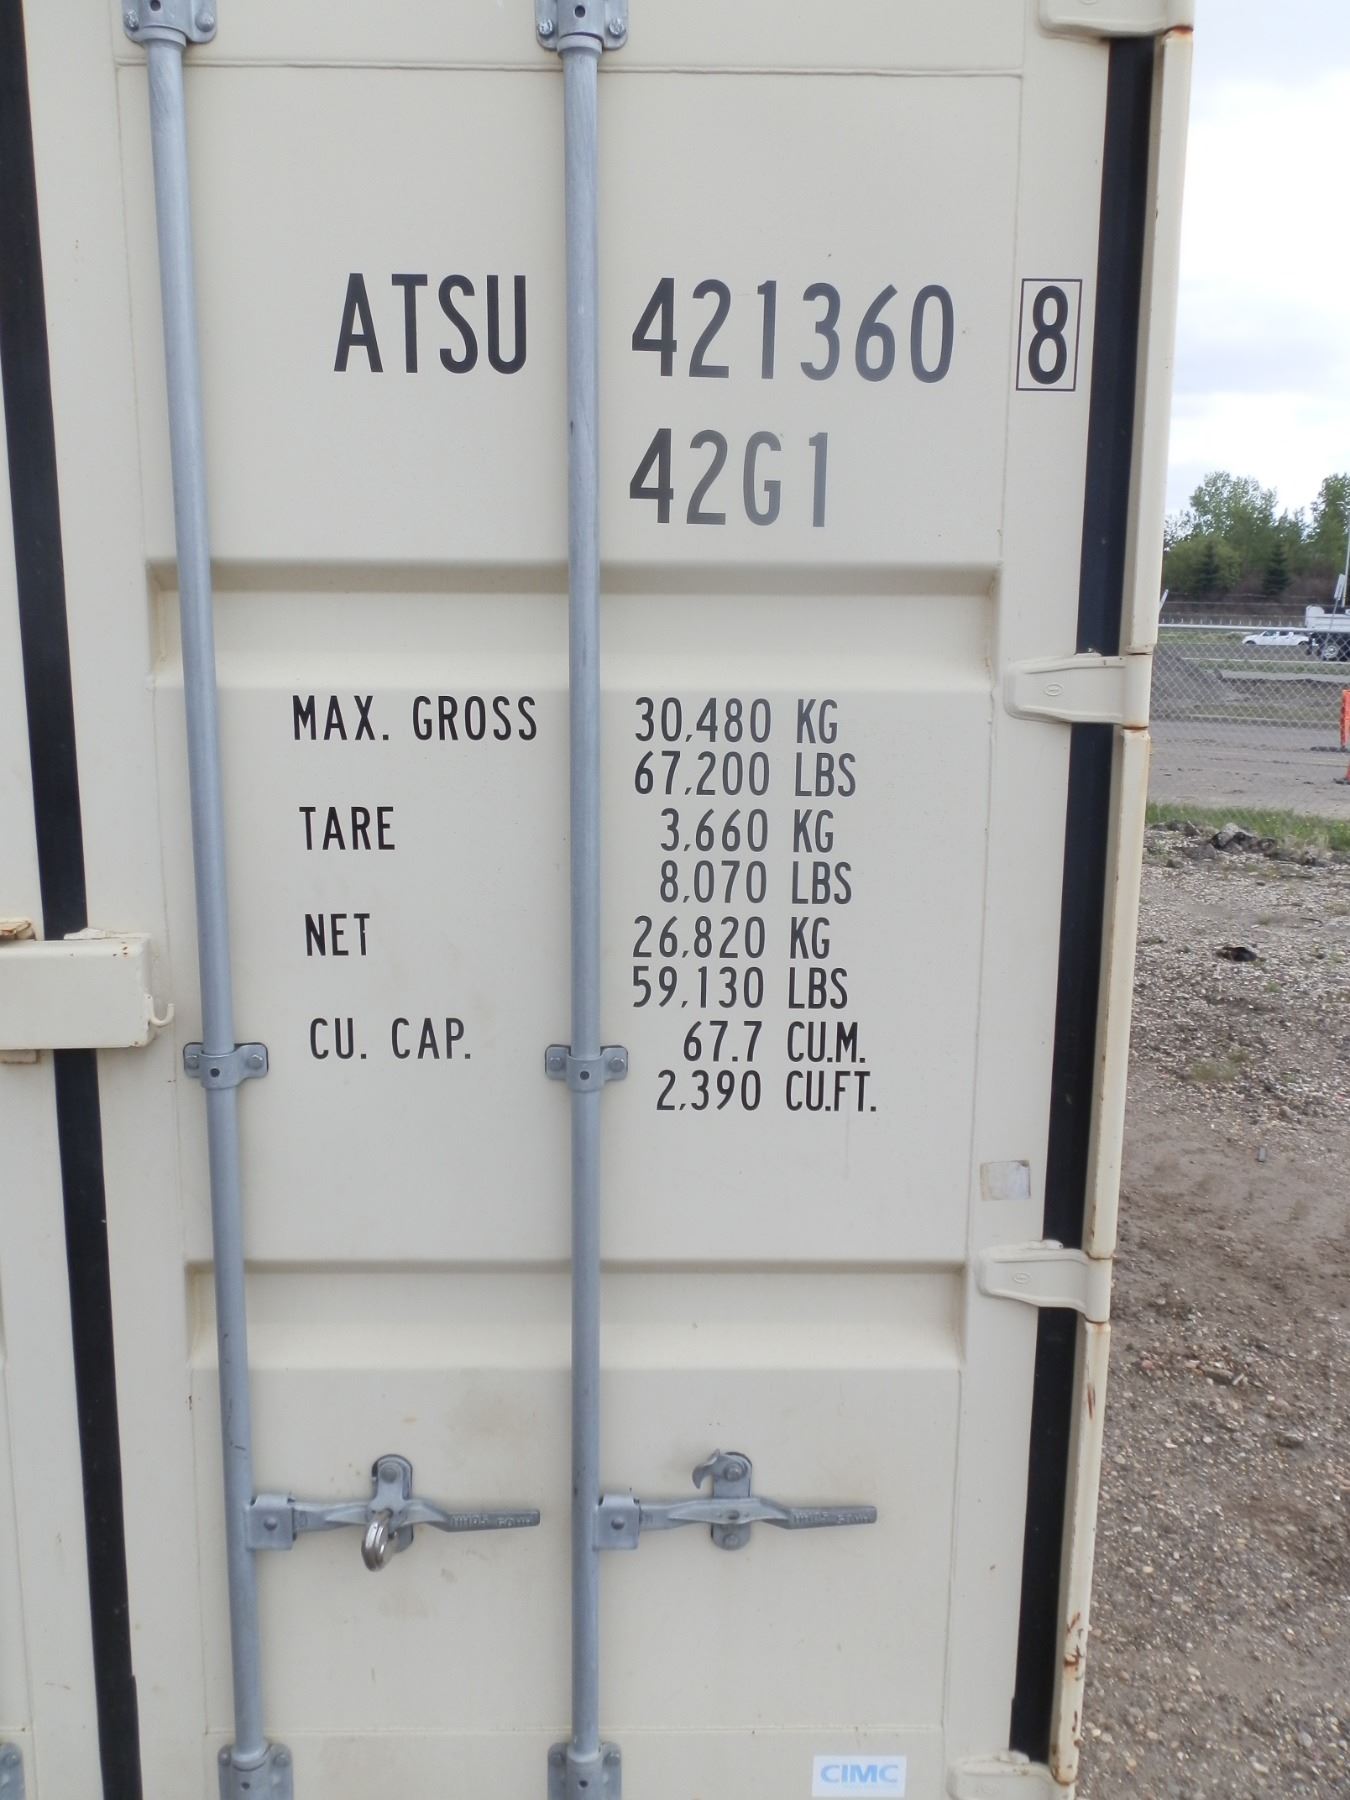 ATSU 421360 8
42G1
MAX. GROSS 30,480 KG
67,200 LBS
TARE 3,660 KG
8,070 LBS
NET 26,820 KG
59,130 LBS
CU. CAP. 67.7 CU.M.
2,390 CU.FT.
CIMC